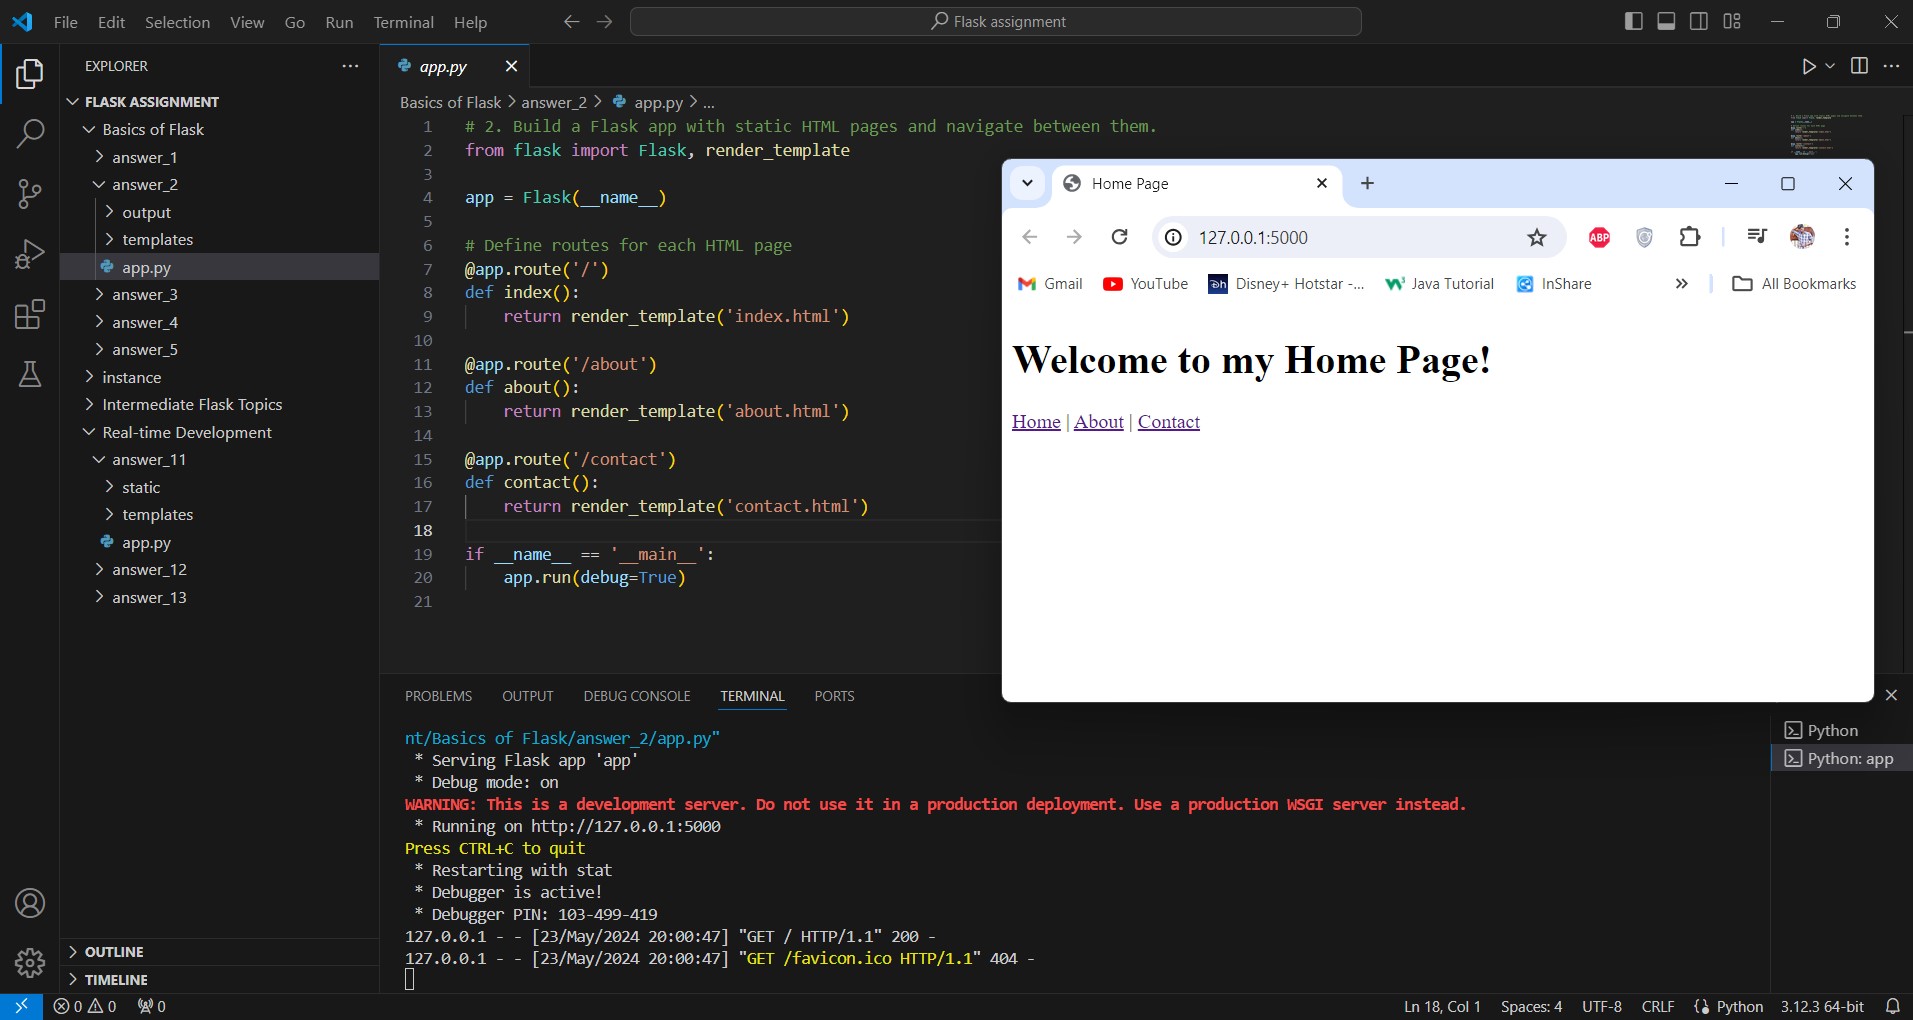 File Edit Selection View Go Run Terminal Help
Flask assignment
EXPLORER
FLASK ASSIGNMENT
Basics of Flask
answer_1
answer_2
output
templates
app.py
answer_3
answer_4
answer_5
instance
Intermediate Flask Topics
Real-time Development
answer_11
static
templates
app.py
answer_12
answer_13
OUTLINE
TIMELINE
app.py
Basics of Flask > answer_2 > app.py > ...
1 # 2. Build a Flask app with static HTML pages and navigate between them.
2 from flask import Flask, render_template
3
4 app = Flask(__name__)
5
6 # Define routes for each HTML page
7 @app.route('/')
8 def index():
9     return render_template('index.html')
10
11 @app.route('/about')
12 def about():
13     return render_template('about.html')
14
15 @app.route('/contact')
16 def contact():
17     return render_template('contact.html')
18
19 if __name__ == '__main__':
20     app.run(debug=True)
21
Home Page
127.0.0.1:5000
ABP
Gmail YouTube Disney+ Hotstar -... Java Tutorial InShare » All Bookmarks
Welcome to my Home Page!
Home | About | Contact
PROBLEMS OUTPUT DEBUG CONSOLE TERMINAL PORTS
nt/Basics of Flask/answer_2/app.py"
 * Serving Flask app 'app'
 * Debug mode: on
WARNING: This is a development server. Do not use it in a production deployment. Use a production WSGI server instead.
 * Running on http://127.0.0.1:5000
Press CTRL+C to quit
 * Restarting with stat
 * Debugger is active!
 * Debugger PIN: 103-499-419
127.0.0.1 - - [23/May/2024 20:00:47] "GET / HTTP/1.1" 200 -
127.0.0.1 - - [23/May/2024 20:00:47] "GET /favicon.ico HTTP/1.1" 404 -
Python
Python: app
0 0 0
Ln 18, Col 1 Spaces: 4 UTF-8 CRLF Python 3.12.3 64-bit